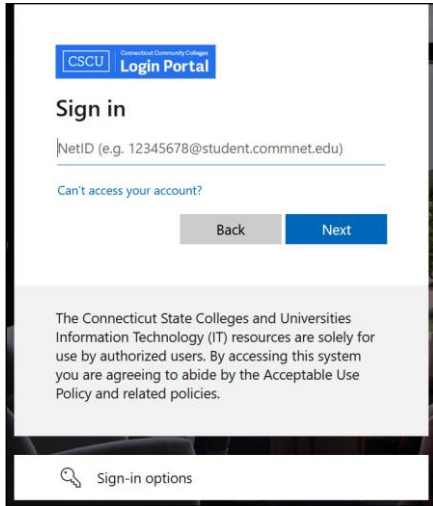 CSCU
Connecticut Community Colleges
Login Portal
Sign in
NetID (e.g. 12345678@student.commnet.edu)
Can't access your account?
Back
Next
The Connecticut State Colleges and Universities
Information Technology (IT) resources are solely for
use by authorized users. By accessing this system
you are agreeing to abide by the Acceptable Use
Policy and related policies.
Sign-in options